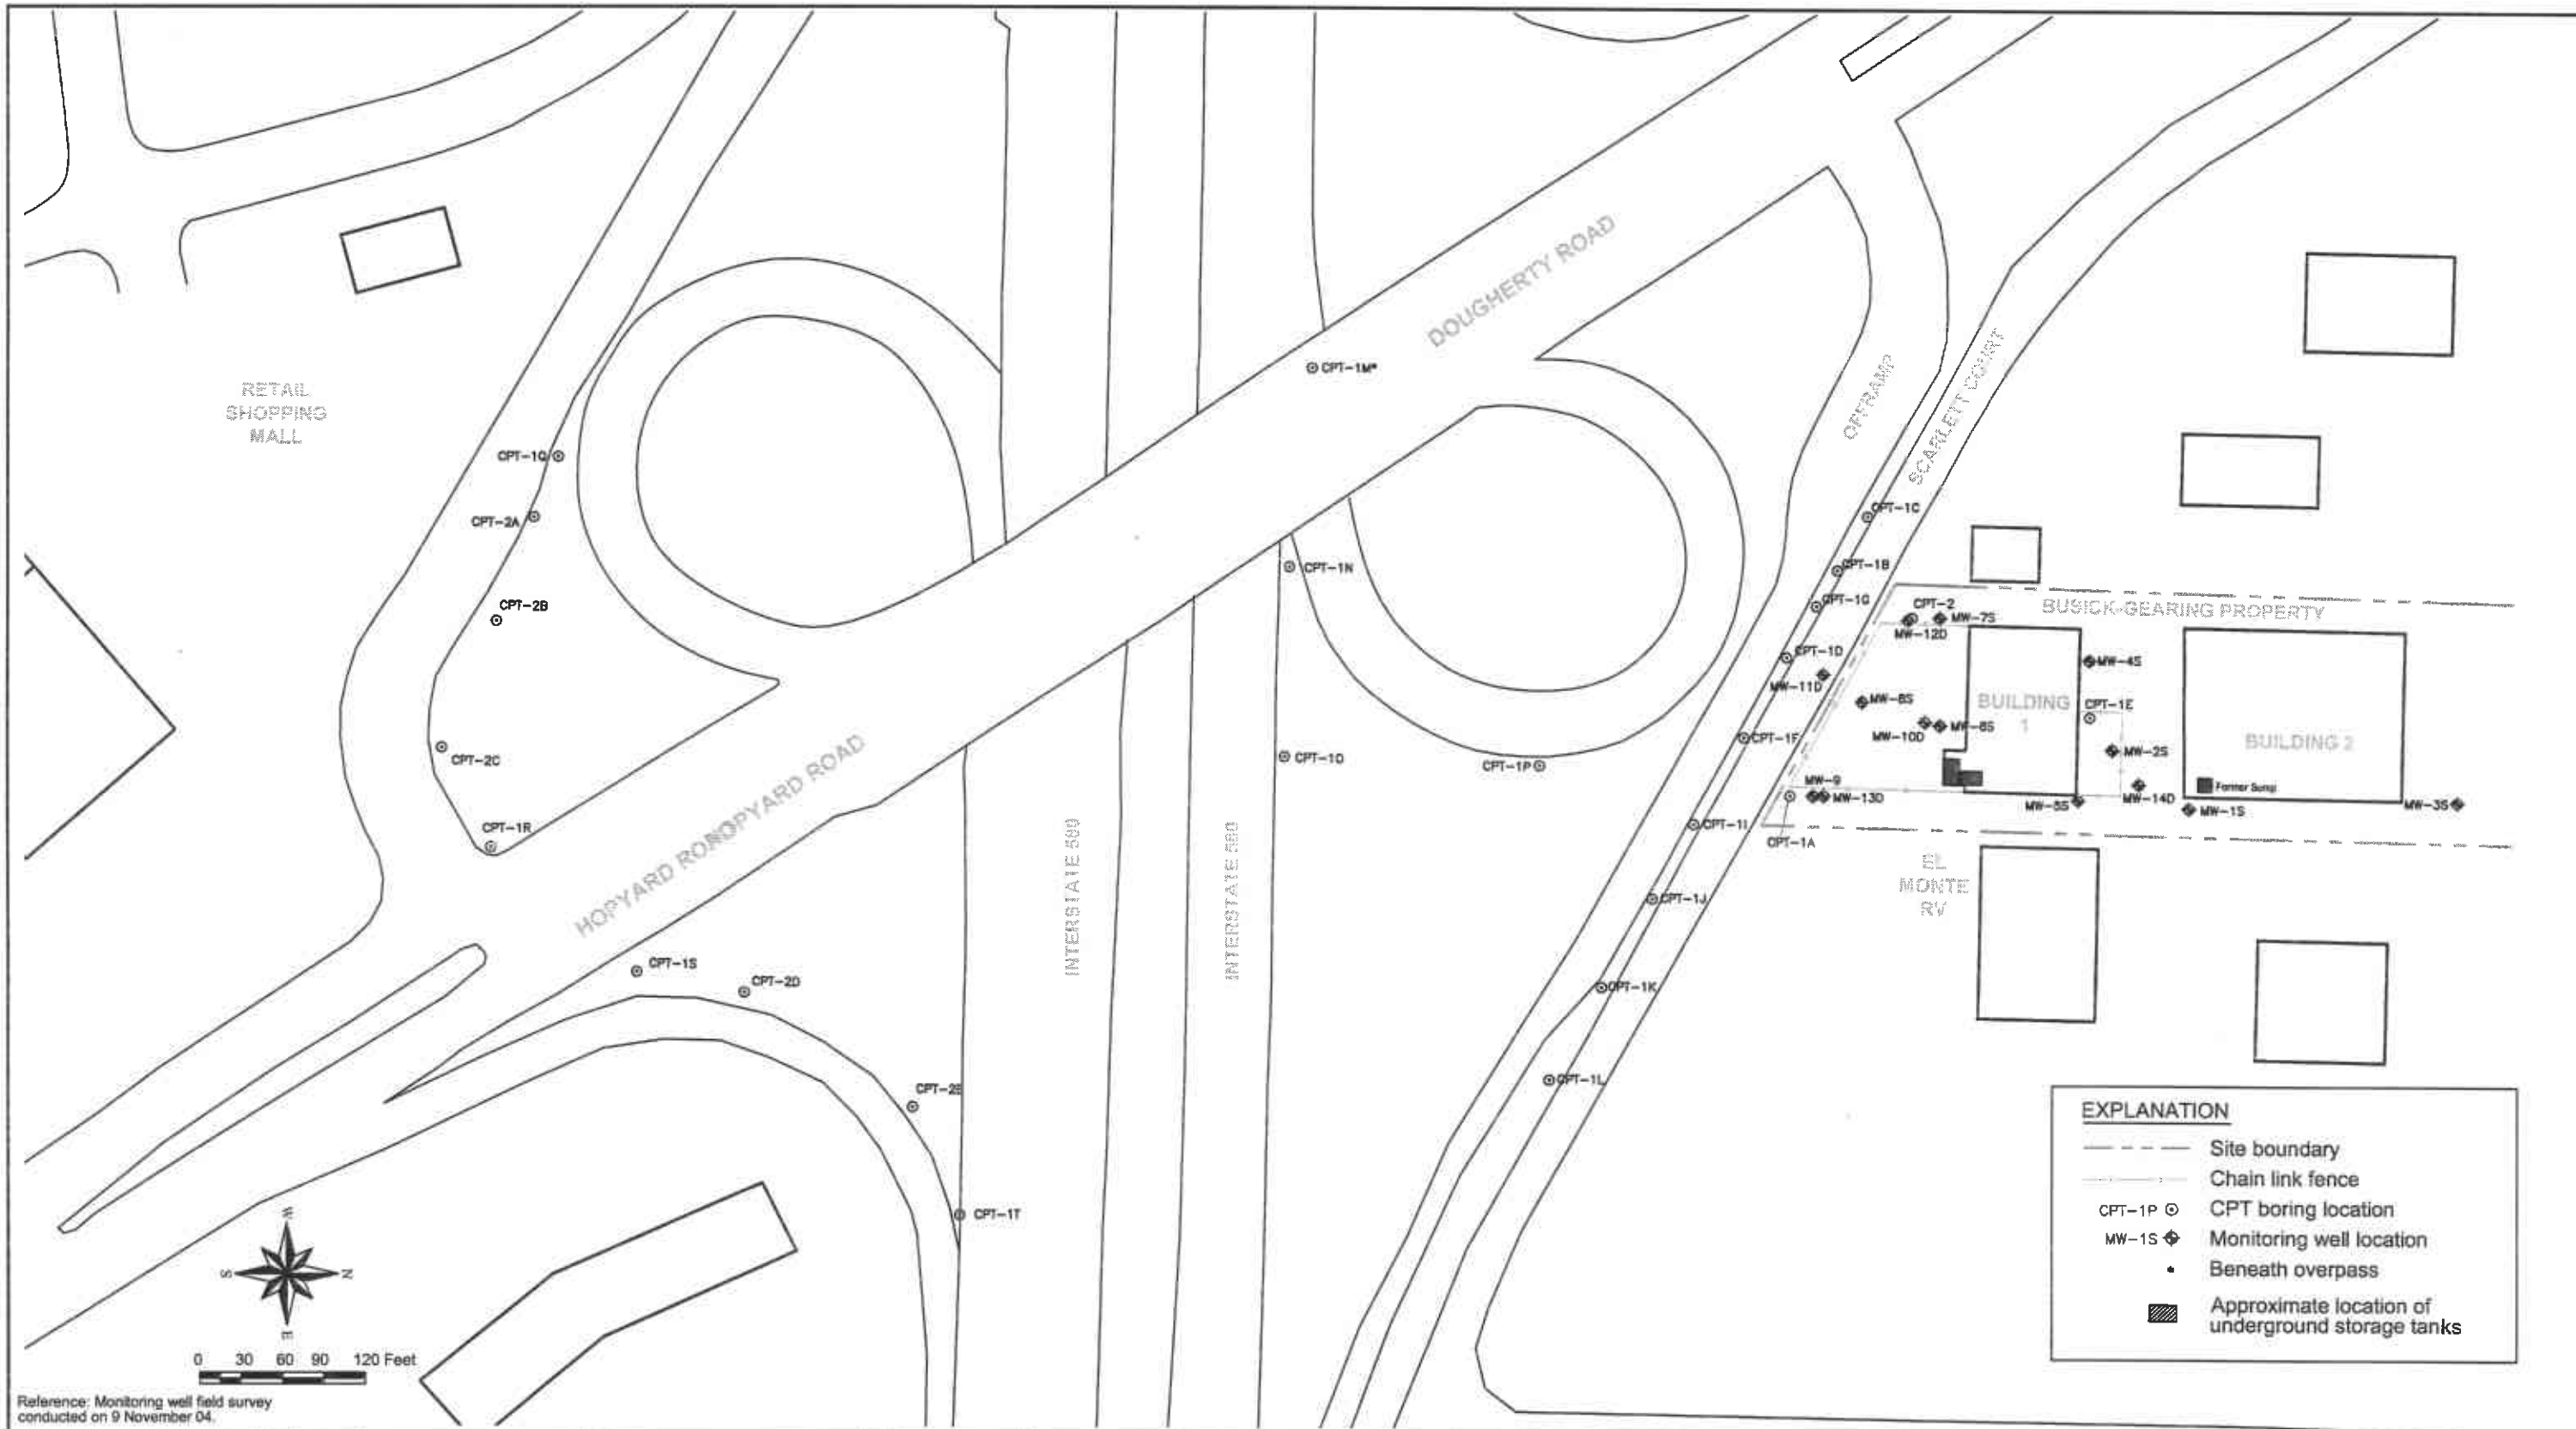 DOUGHERTY ROAD
CPT-1M*
OFFRAMP
SCARLETT COURT
RETAIL
SHOPPING
MALL
CPT-1Q
CPT-2A
CPT-1C
CPT-1N
CPT-1B
CPT-2B
CPT-1G
CPT-2
MW-7S
MW-12D
BUSICK-GEARING PROPERTY
CPT-1D
MW-4S
MW-11D
MW-8S
BUILDING
1
CPT-1E
MW-10D
MW-6S
CPT-1F
BUILDING 2
MW-2S
CPT-2C
CPT-1O
CPT-1P
MW-9
MW-13D
Former Sump
MW-5S
MW-14D
MW-1S
MW-3S
CPT-1R
CPT-1I
CPT-1A
HOPYARD ROAD
HOPYARD ROAD
INTERSTATE 580
INTERSTATE 580
EL
MONTE
RV
CPT-1J
CPT-1S
CPT-2D
CPT-1K
CPT-2E
CPT-1L
CPT-1T
EXPLANATION
Site boundary
Chain link fence
CPT-1P CPT boring location
MW-1S Monitoring well location
Beneath overpass
Approximate location of
underground storage tanks
W
S N
E
0 30 60 90 120 Feet
Reference: Monitoring well field survey
conducted on 9 November 04.